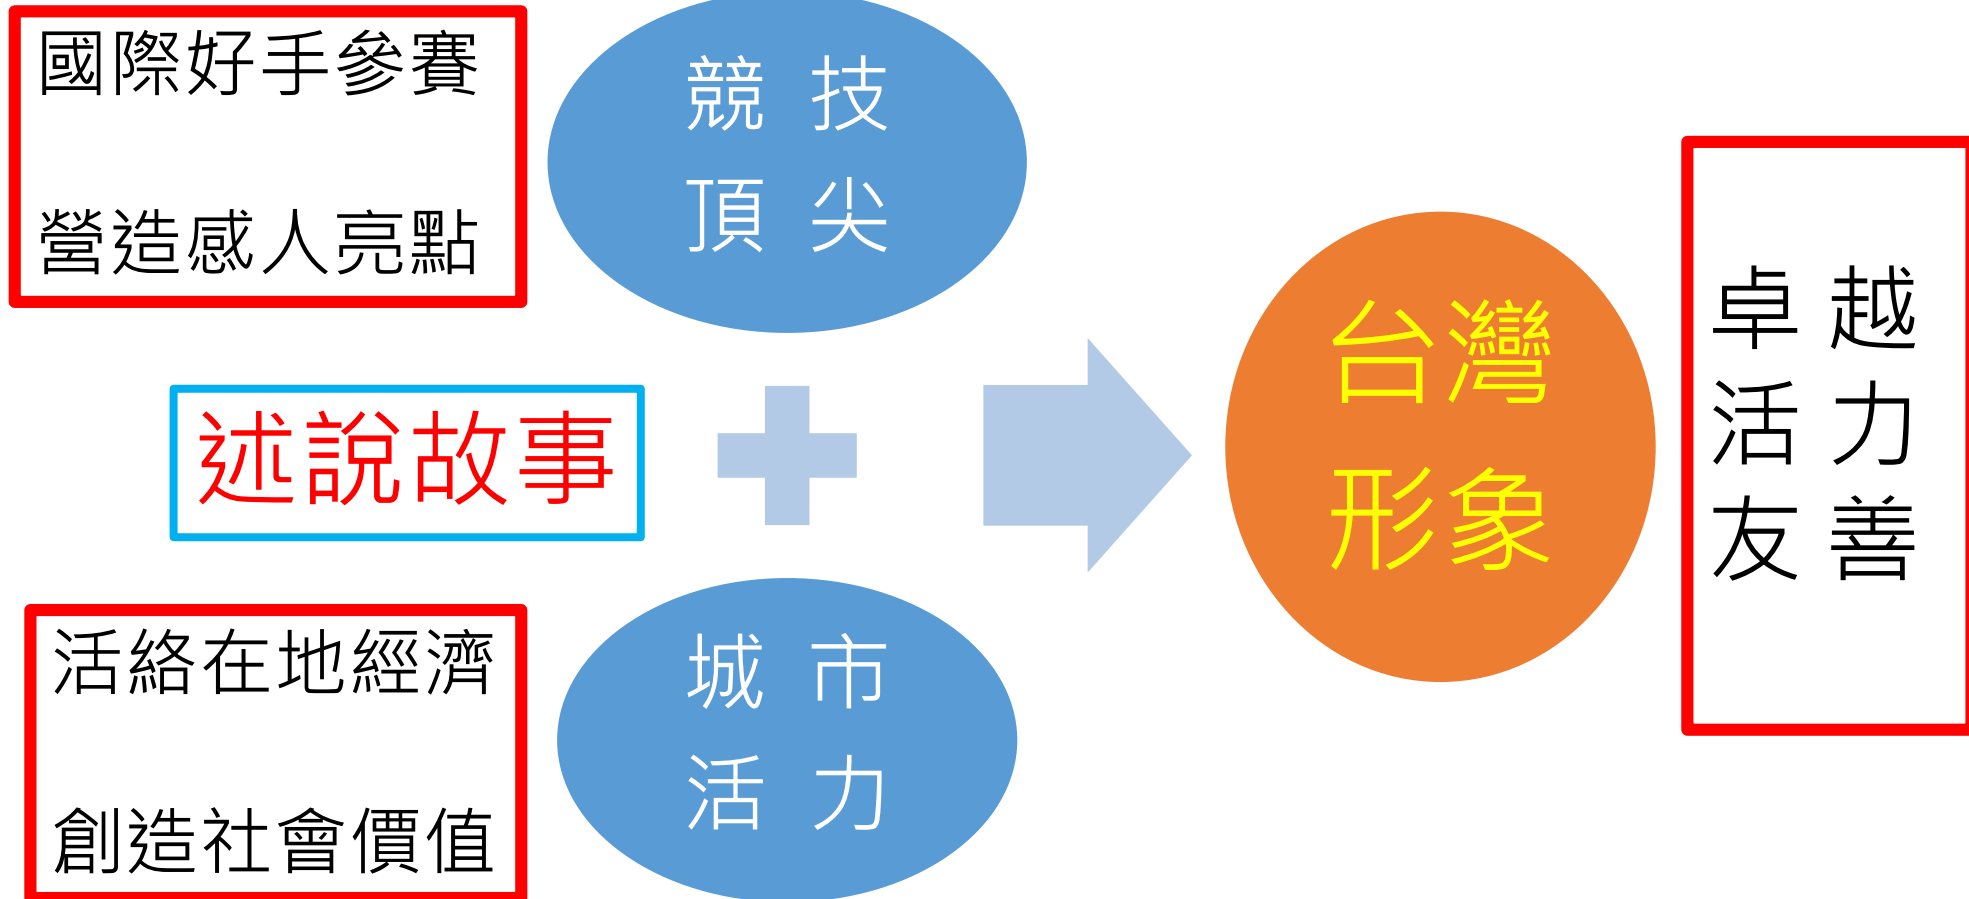 國際好手參賽
營造感人亮點
競技
頂尖
述說故事
活絡在地經濟
創造社會價值
城市
活力
台灣
形象
卓越
活力
友善